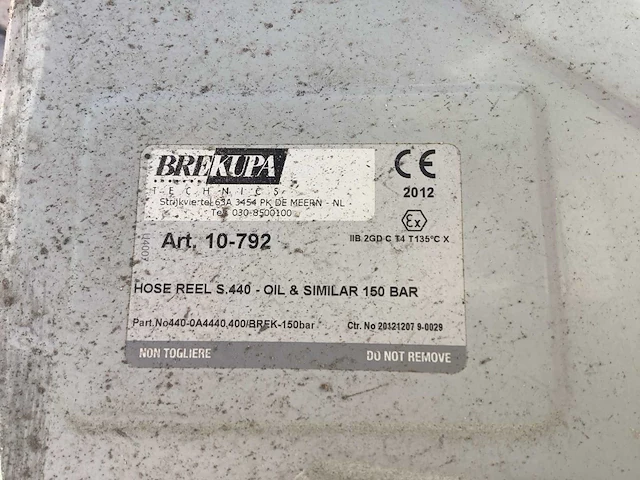 BREKUPA
TECHNICS
Strijkviertel 63A 3454 PK DE MEERN - NL
Tel. 030-8500100
CE
2012
Ex
IIB 2GD C T4 T135°C X
Art. 10-792
HOSE REEL S.440 - OIL & SIMILAR 150 BAR
Part.No440-0A4440,400/BREK-150bar
Ctr. No 20121207 9-0029
NON TOGLIERE
DO NOT REMOVE